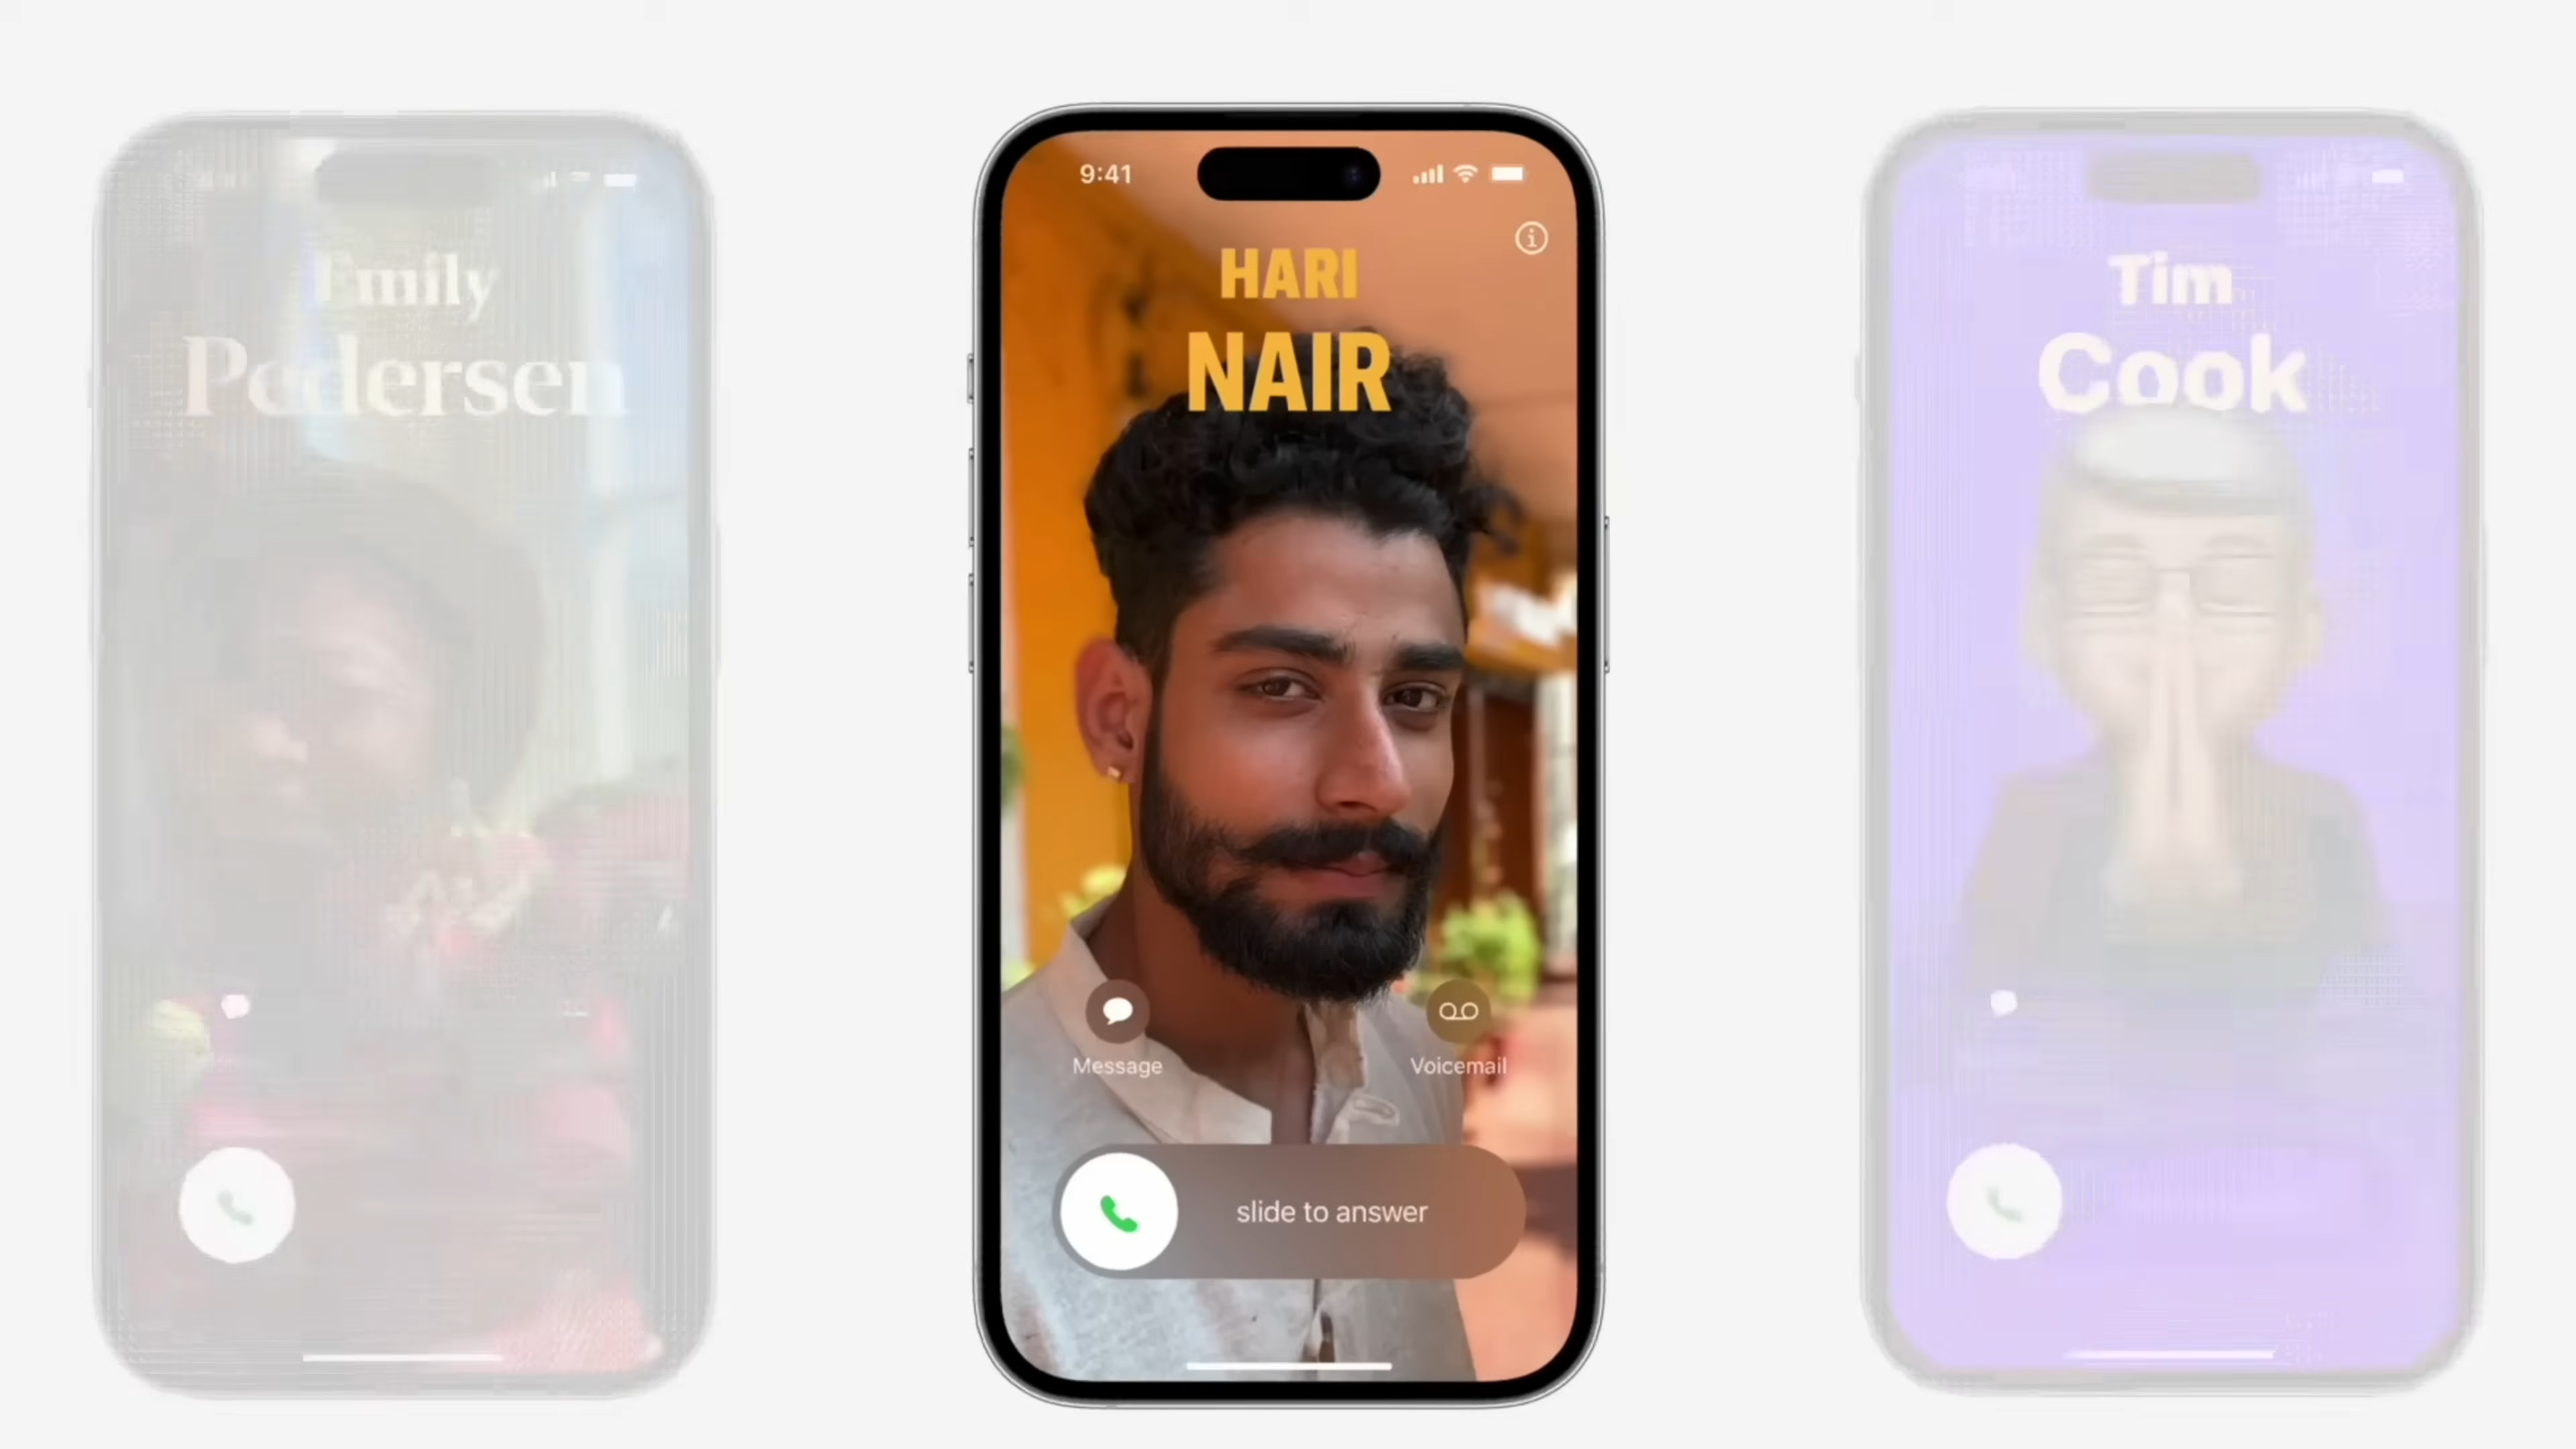 Emily
Pedersen
9:41
HARI
NAIR
Message
Voicemail
slide to answer
Tim
Cook